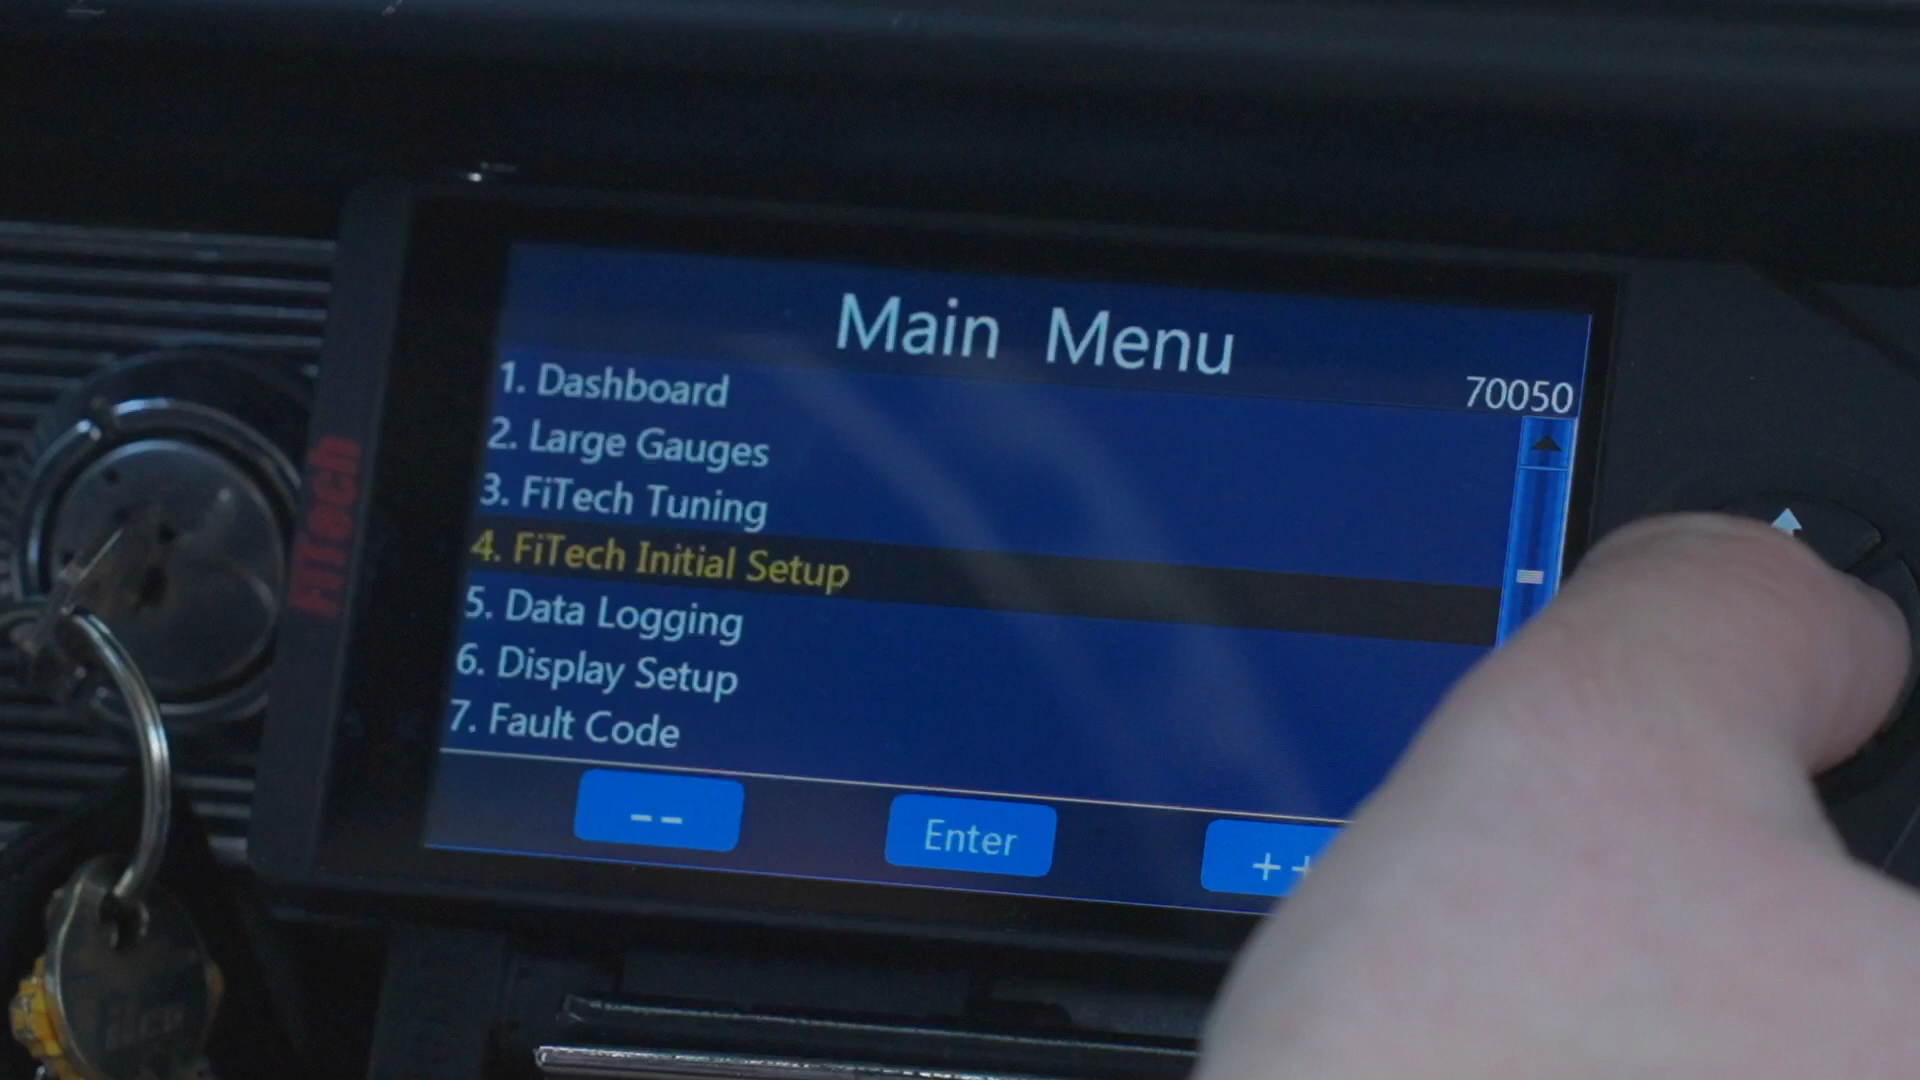 Main Menu
70050
1. Dashboard
2. Large Gauges
3. FiTech Tuning
4. FiTech Initial Setup
5. Data Logging
6. Display Setup
7. Fault Code
--
Enter
++
FiTech